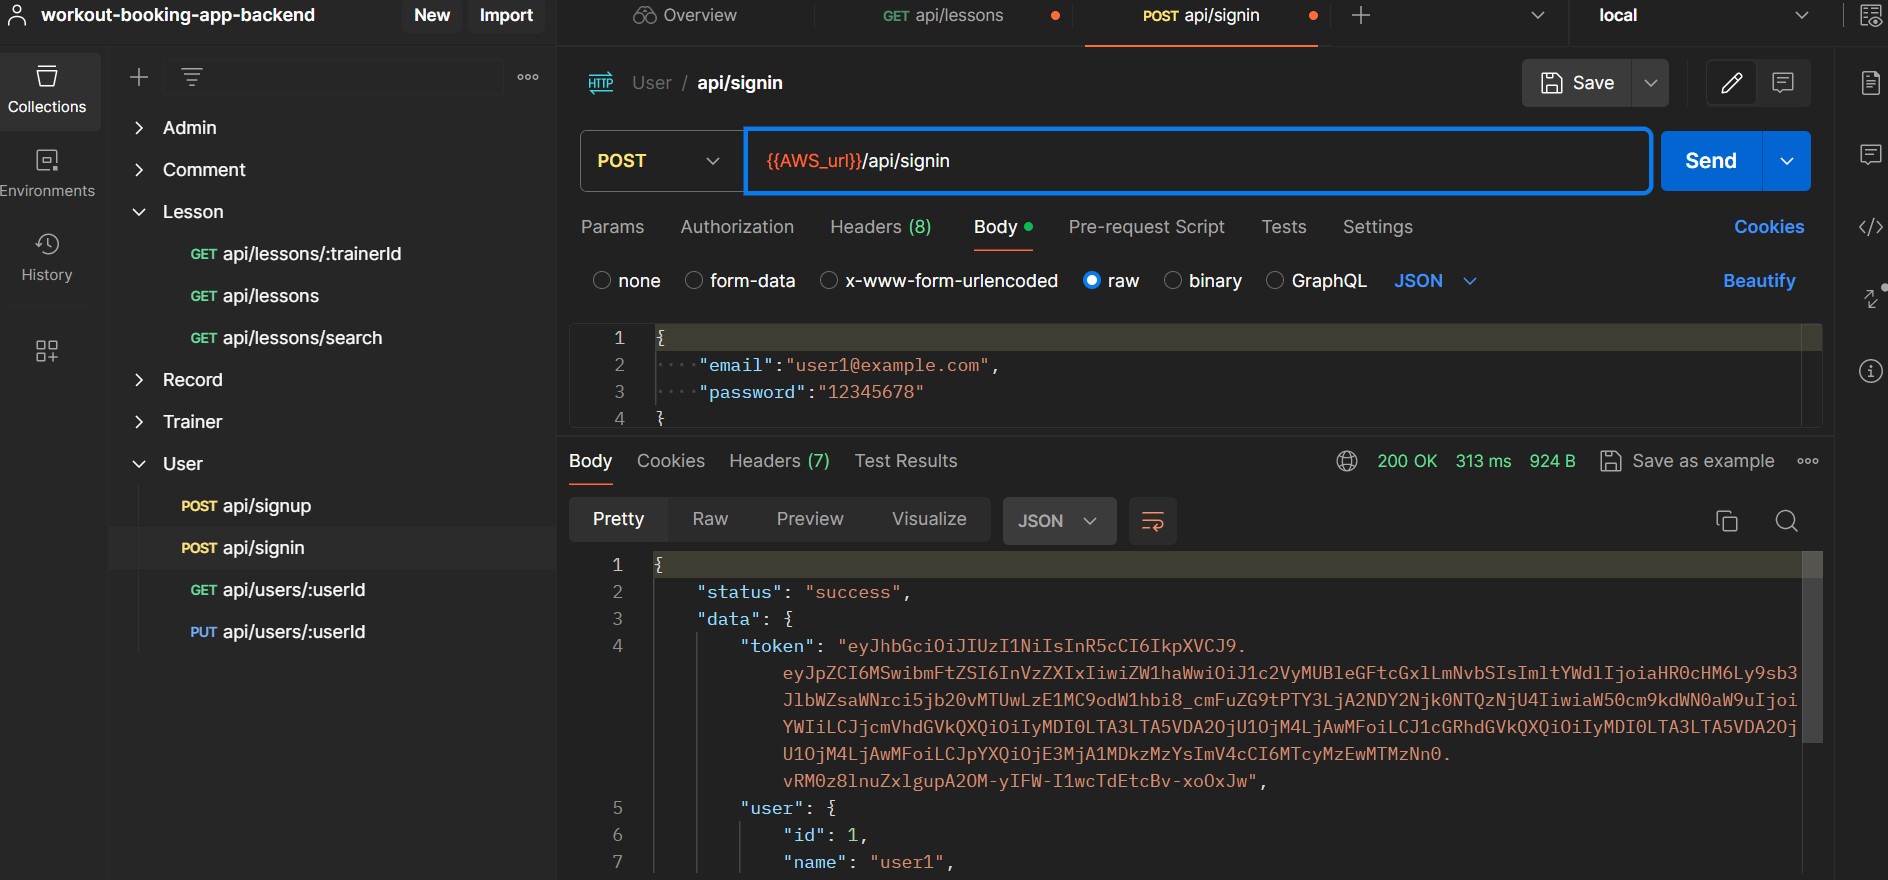 workout-booking-app-backend New Import
Overview GET api/lessons POST api/signin local
Collections
Environments
History
Admin
Comment
Lesson
GET api/lessons/:trainerId
GET api/lessons
GET api/lessons/search
Record
Trainer
User
POST api/signup
POST api/signin
GET api/users/:userId
PUT api/users/:userId
HTTP User / api/signin Save
POST {{AWS_url}}/api/signin Send
Params Authorization Headers (8) Body Pre-request Script Tests Settings Cookies
none form-data x-www-form-urlencoded raw binary GraphQL JSON Beautify
1 {
2 "email":"user1@example.com",
3 "password":"12345678"
4 }
Body Cookies Headers (7) Test Results 200 OK 313 ms 924 B Save as example
Pretty Raw Preview Visualize JSON
1 {
2 "status": "success",
3 "data": {
4 "token": "eyJhbGciOiJIUzI1NiIsInR5cCI6IkpXVCJ9.
eyJpZCI6MSwibmFtZSI6InVzZXIxIiwiZW1haWwiOiJ1c2VyMUBleGFtcGxlLmNvbSIsImltYWdlIjoiaHR0cHM6Ly9sb3
JlbWZsaWNrci5jb20vMTUwLzE1MC9odW1hbi8_cmFuZG9tPTY3LjA2NDY2Njk0NTQzNjU4IiwiaW50cm9kdWN0aW9uIjoi
YWIiLCJjcmVhdGVkQXQiOiIyMDI0LTA3LTA5VDA2OjU1OjM4LjAwMFoiLCJ1cGRhdGVkQXQiOiIyMDI0LTA3LTA5VDA2Oj
U1OjM4LjAwMFoiLCJpYXQiOjE3MjA1MDkzMzYsImV4cCI6MTcyMzEwMTMzNn0.
vRM0z8lnuZxlgupA2OM-yIFW-I1wcTdEtcBv-xoOxJw",
5 "user": {
6 "id": 1,
7 "name": "user1",